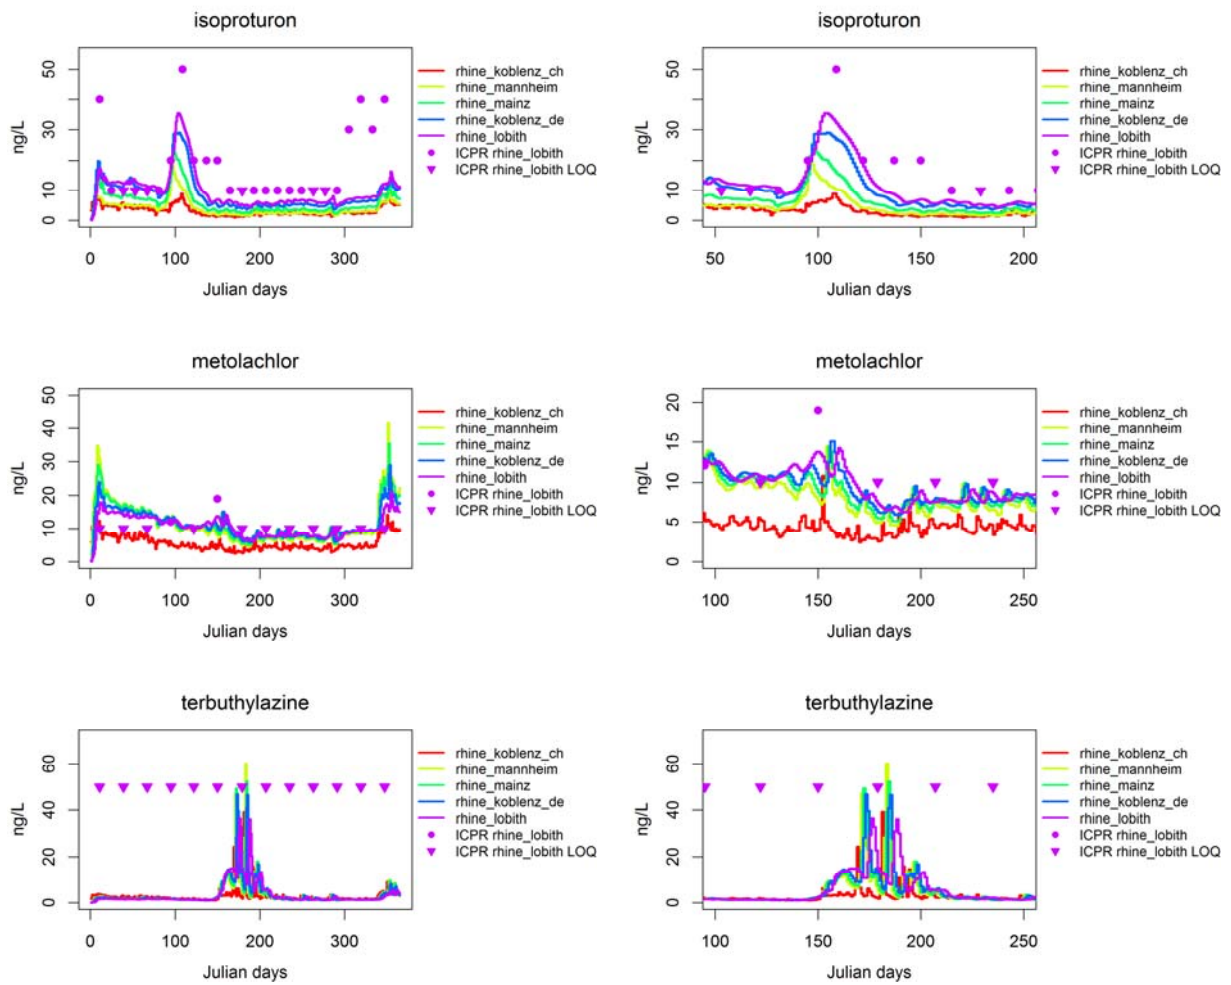 isoproturon
ng/L
50
30
10
0
0
100
200
300
Julian days
rhine_koblenz_ch
rhine_mannheim
rhine_mainz
rhine_koblenz_de
rhine_lobith
ICPR rhine_lobith
ICPR rhine_lobith LOQ
isoproturon
ng/L
50
30
10
0
50
100
150
200
Julian days
rhine_koblenz_ch
rhine_mannheim
rhine_mainz
rhine_koblenz_de
rhine_lobith
ICPR rhine_lobith
ICPR rhine_lobith LOQ
metolachlor
ng/L
50
40
30
20
10
0
0
100
200
300
Julian days
rhine_koblenz_ch
rhine_mannheim
rhine_mainz
rhine_koblenz_de
rhine_lobith
ICPR rhine_lobith
ICPR rhine_lobith LOQ
metolachlor
ng/L
20
15
10
5
0
100
150
200
250
Julian days
rhine_koblenz_ch
rhine_mannheim
rhine_mainz
rhine_koblenz_de
rhine_lobith
ICPR rhine_lobith
ICPR rhine_lobith LOQ
terbuthylazine
ng/L
60
40
20
0
0
100
200
300
Julian days
rhine_koblenz_ch
rhine_mannheim
rhine_mainz
rhine_koblenz_de
rhine_lobith
ICPR rhine_lobith
ICPR rhine_lobith LOQ
terbuthylazine
ng/L
60
40
20
0
100
150
200
250
Julian days
rhine_koblenz_ch
rhine_mannheim
rhine_mainz
rhine_koblenz_de
rhine_lobith
ICPR rhine_lobith
ICPR rhine_lobith LOQ